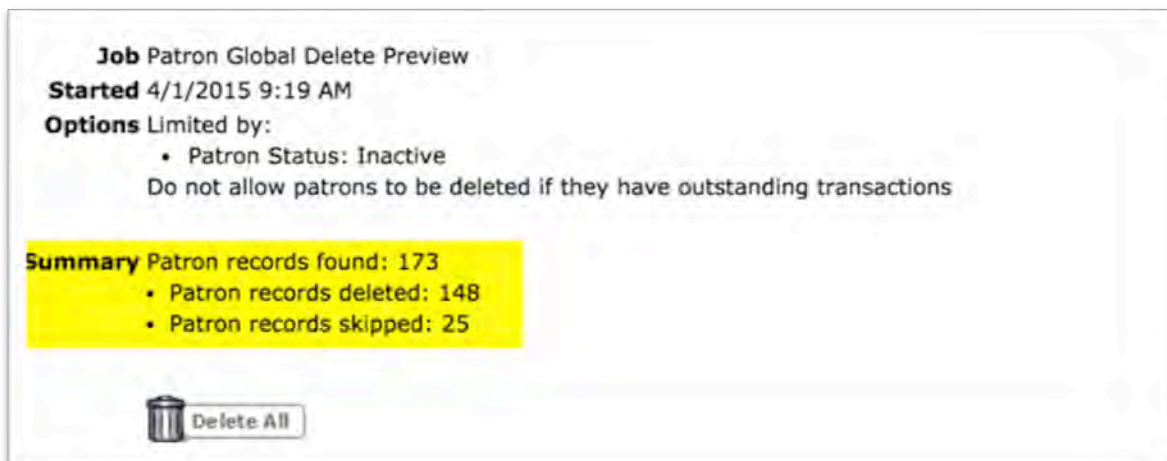 Job Patron Global Delete Preview
Started 4/1/2015 9:19 AM
Options Limited by:
• Patron Status: Inactive
Do not allow patrons to be deleted if they have outstanding transactions
Summary Patron records found: 173
• Patron records deleted: 148
• Patron records skipped: 25
Delete All